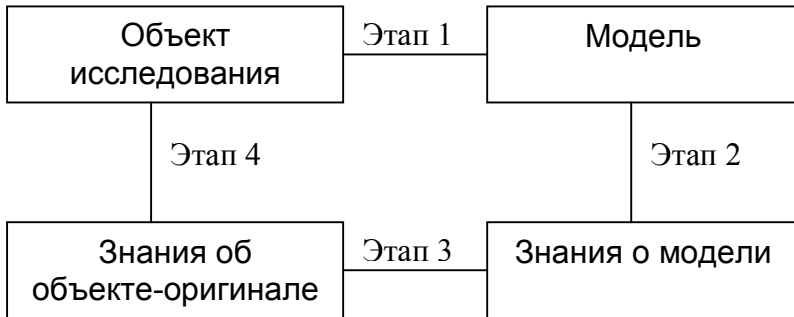 Объект
исследования
Этап 1
Модель
Этап 4
Этап 2
Знания об
объекте-оригинале
Этап 3
Знания о модели